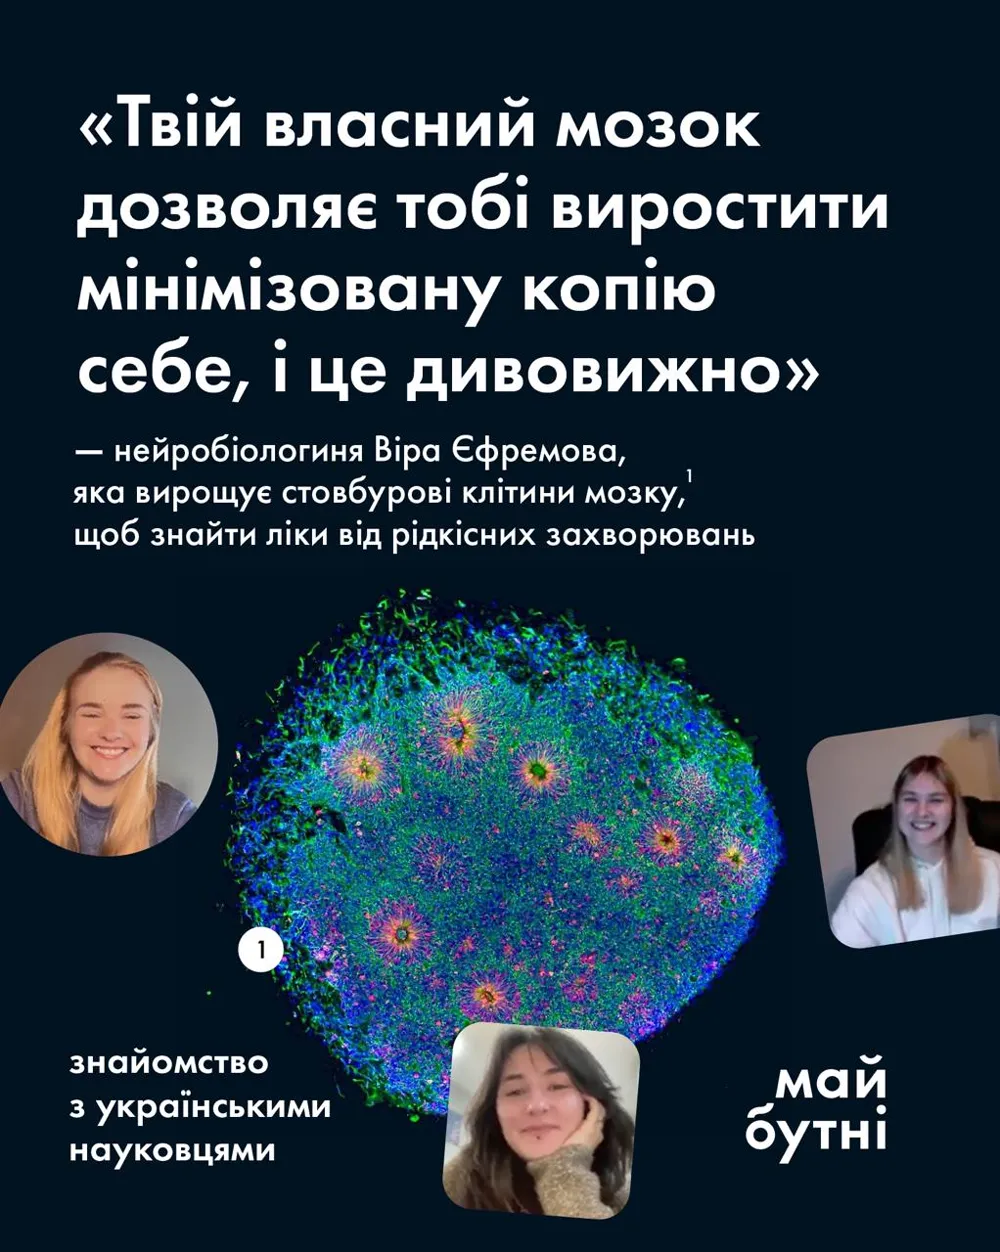 «Твій власний мозок
дозволяє тобі виростити
мінімізовану копію
себе, і це дивовижно»
— нейробіологиня Віра Єфремова,
яка вирощує стовбурові клітини мозку,¹
щоб знайти ліки від рідкісних захворювань
1
знайомство
з українськими
науковцями
май
бутні